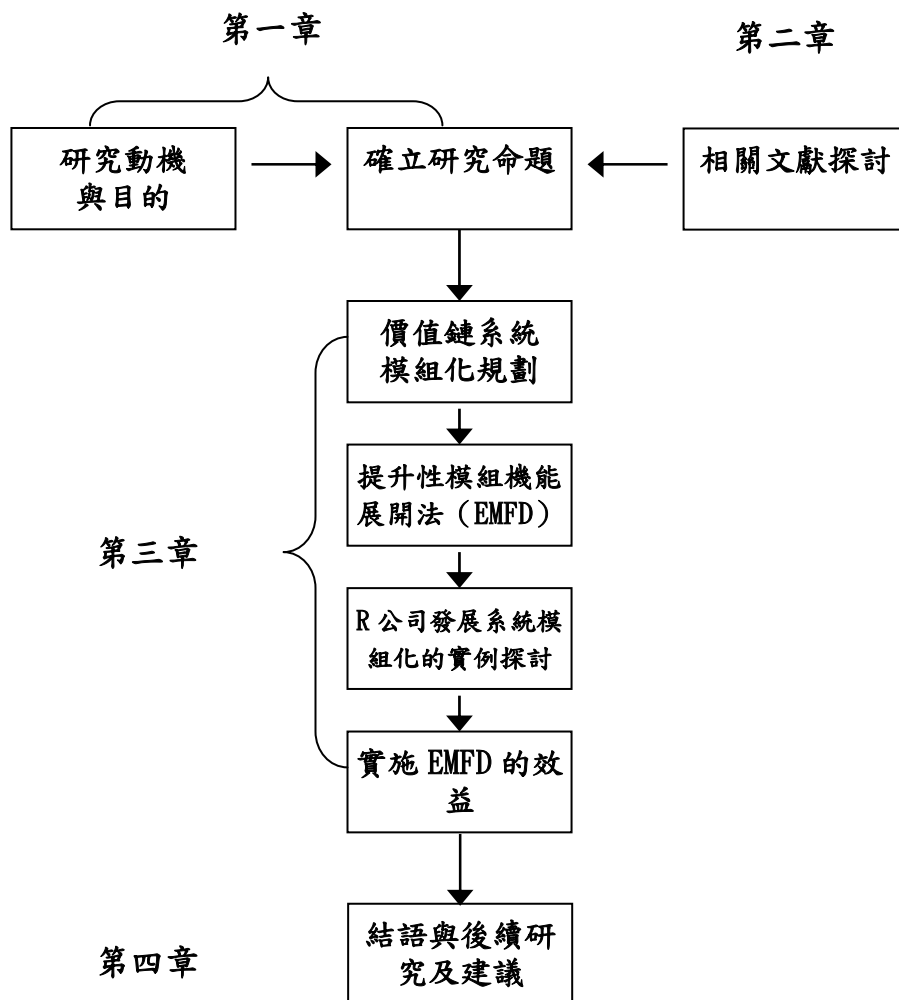 第一章
第二章
研究動機
與目的
確立研究命題
相關文獻探討
價值鏈系統
模組化規劃
提升性模組機能
展開法（EMFD）
第三章
R 公司發展系統模
組化的實例探討
實施 EMFD 的效
益
第四章
結語與後續研
究及建議